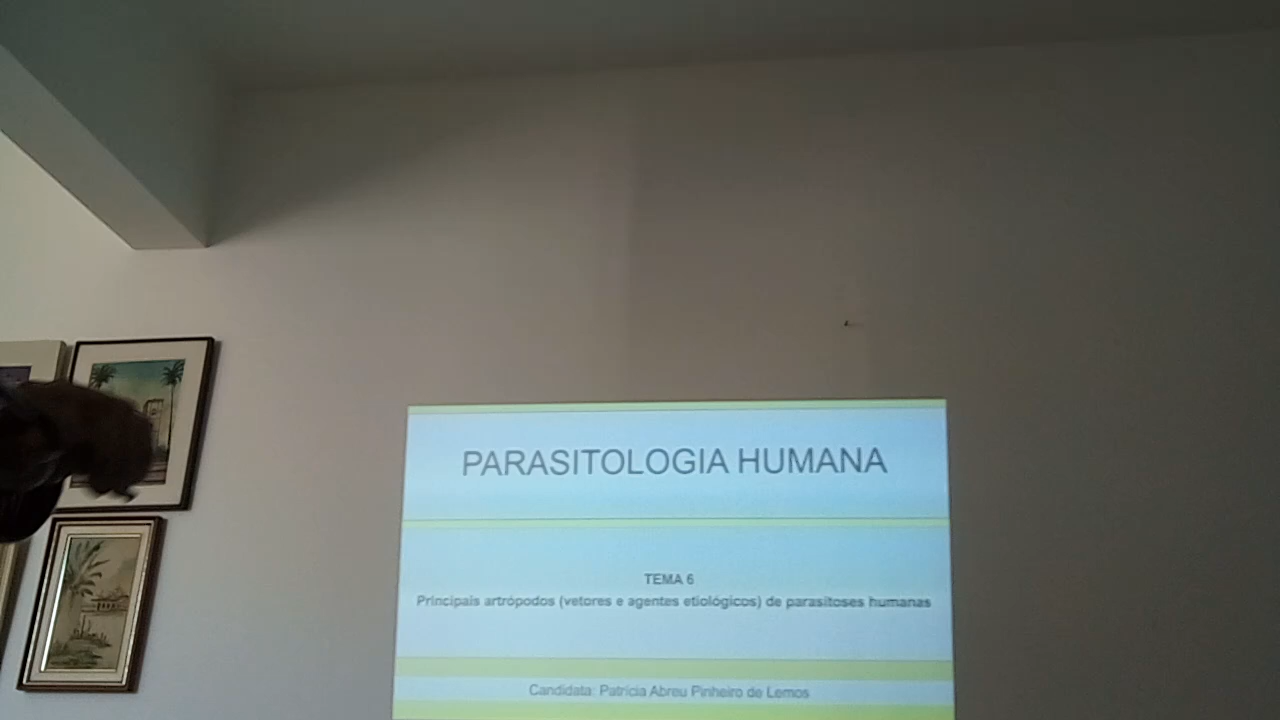 PARASITOLOGIA HUMANA
TEMA 6
Principais artrópodos (vetores e agentes etiológicos) de parasitoses humanas
Candidata: Patrícia Abreu Pinheiro de Lemos